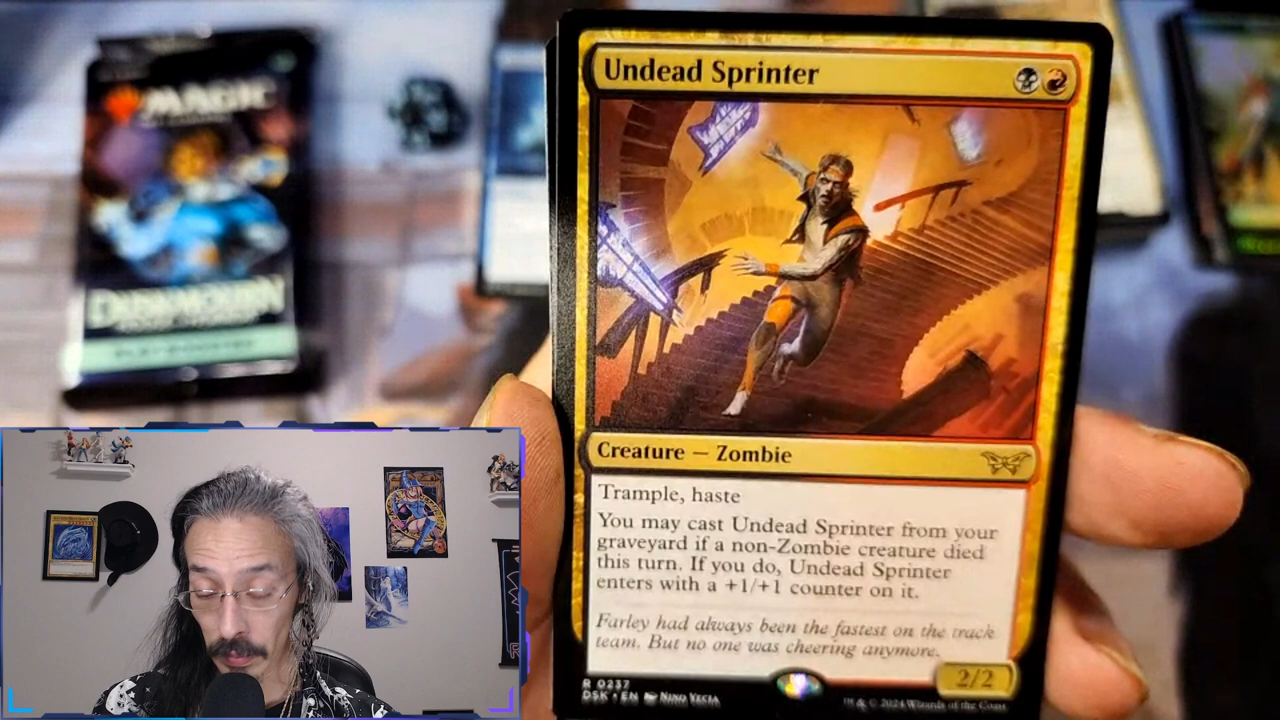 MAGIC
DUSKMOURN
PLAY BOOSTER
Undead Sprinter
Creature — Zombie
Trample, haste
You may cast Undead Sprinter from your
graveyard if a non-Zombie creature died
this turn. If you do, Undead Sprinter
enters with a +1/+1 counter on it.
Farley had always been the fastest on the track
team. But no one was cheering anymore.
2/2
R 0237
DSK • EN Nino Vecia
™ & © 2024 Wizards of the Coast